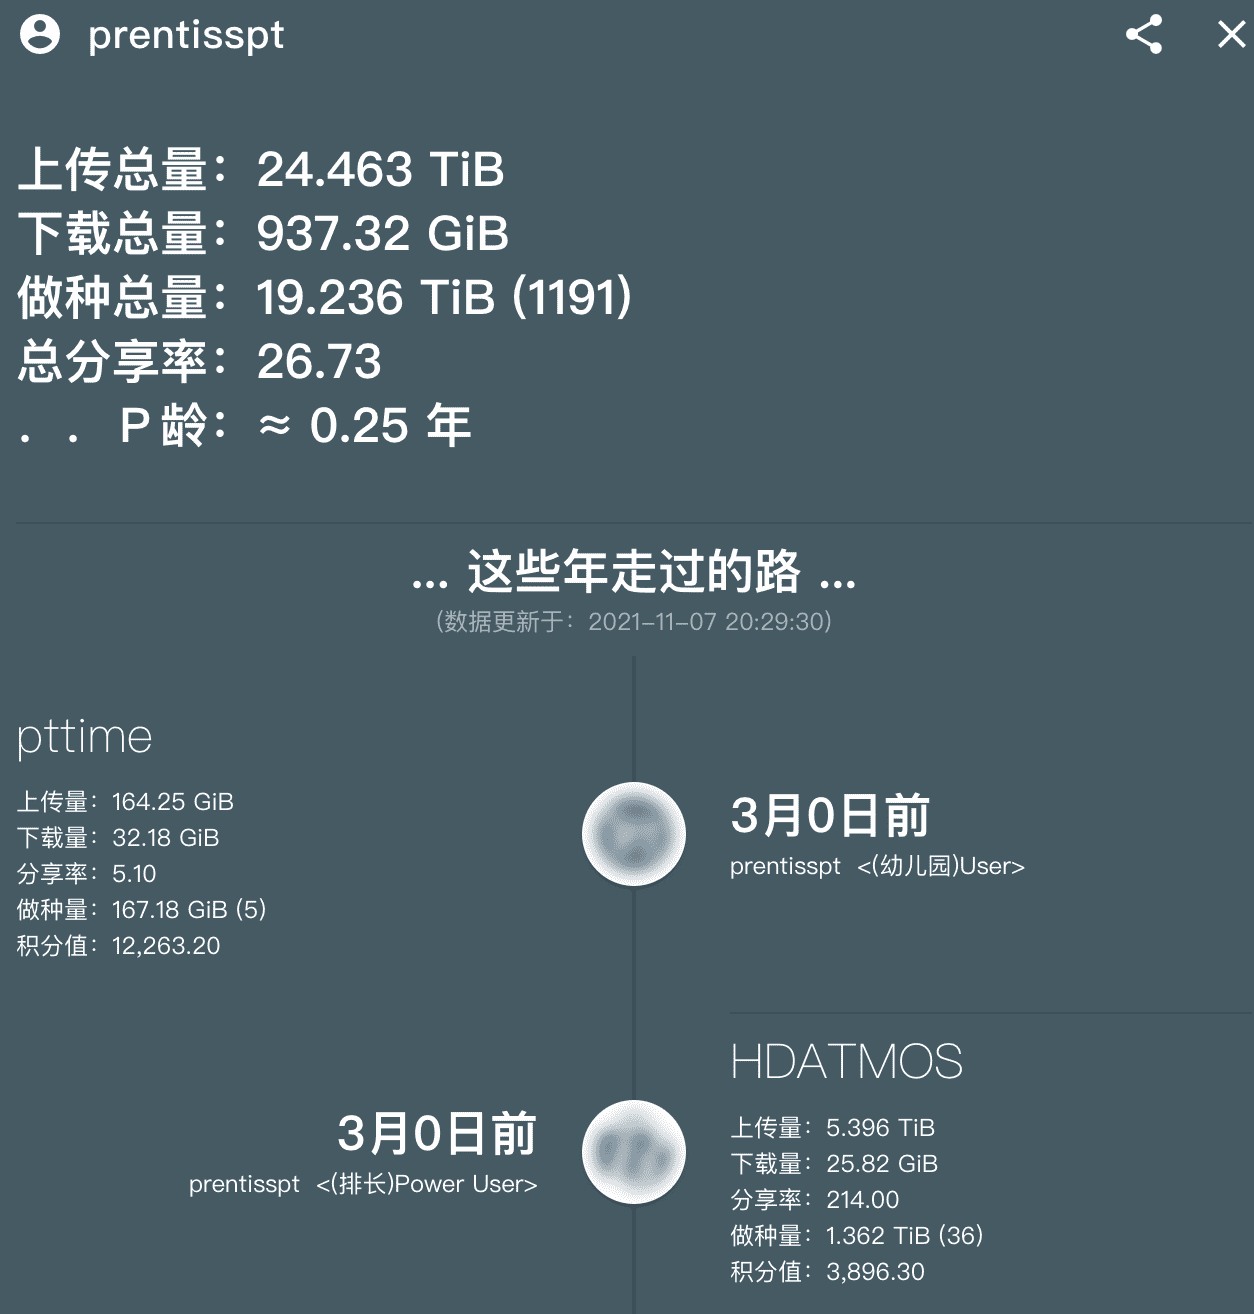 prentisspt
上传总量：24.463 TiB
下载总量：937.32 GiB
做种总量：19.236 TiB (1191)
总分享率：26.73
．．Ｐ龄：≈ 0.25 年
... 这些年走过的路 ...
(数据更新于：2021-11-07 20:29:30)
pttime
上传量：164.25 GiB
下载量：32.18 GiB
分享率：5.10
做种量：167.18 GiB (5)
积分值：12,263.20
3月0日前
prentisspt <(幼儿园)User>
HDATMOS
上传量：5.396 TiB
下载量：25.82 GiB
分享率：214.00
做种量：1.362 TiB (36)
积分值：3,896.30
3月0日前
prentisspt <(排长)Power User>